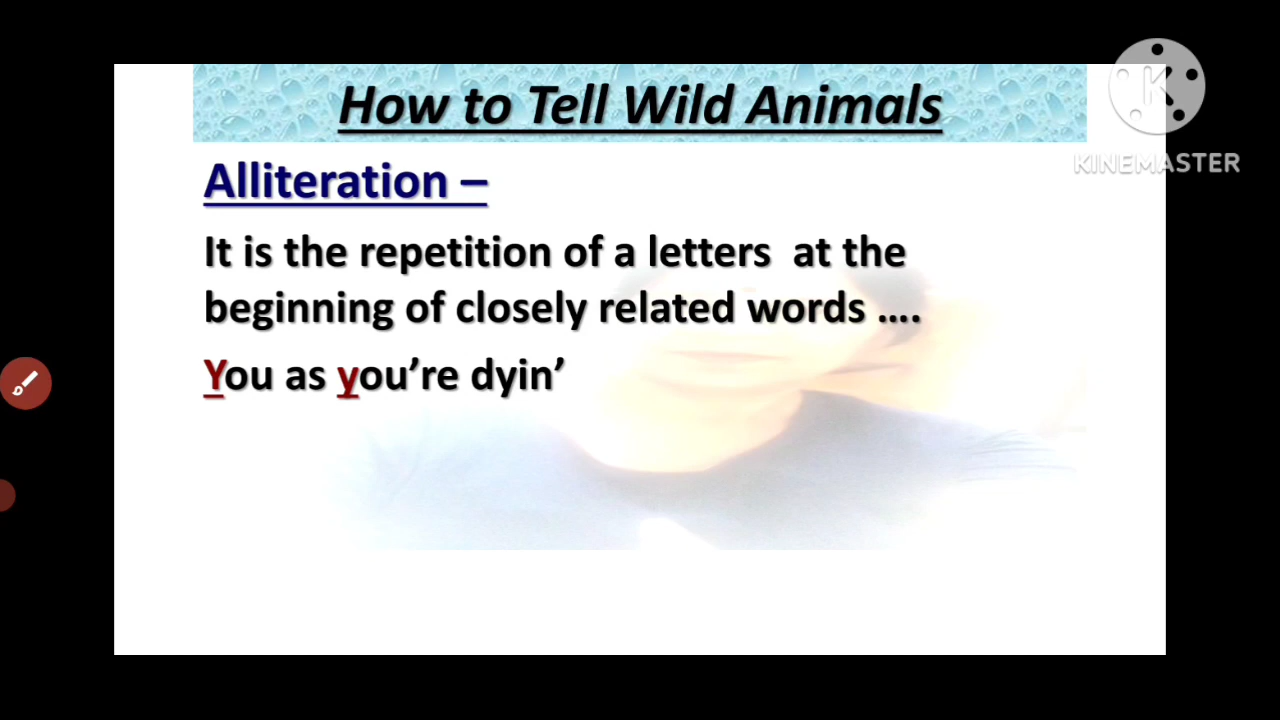 How to Tell Wild Animals
KINEMASTER
Alliteration –
It is the repetition of a letters at the
beginning of closely related words ....
You as you’re dyin’